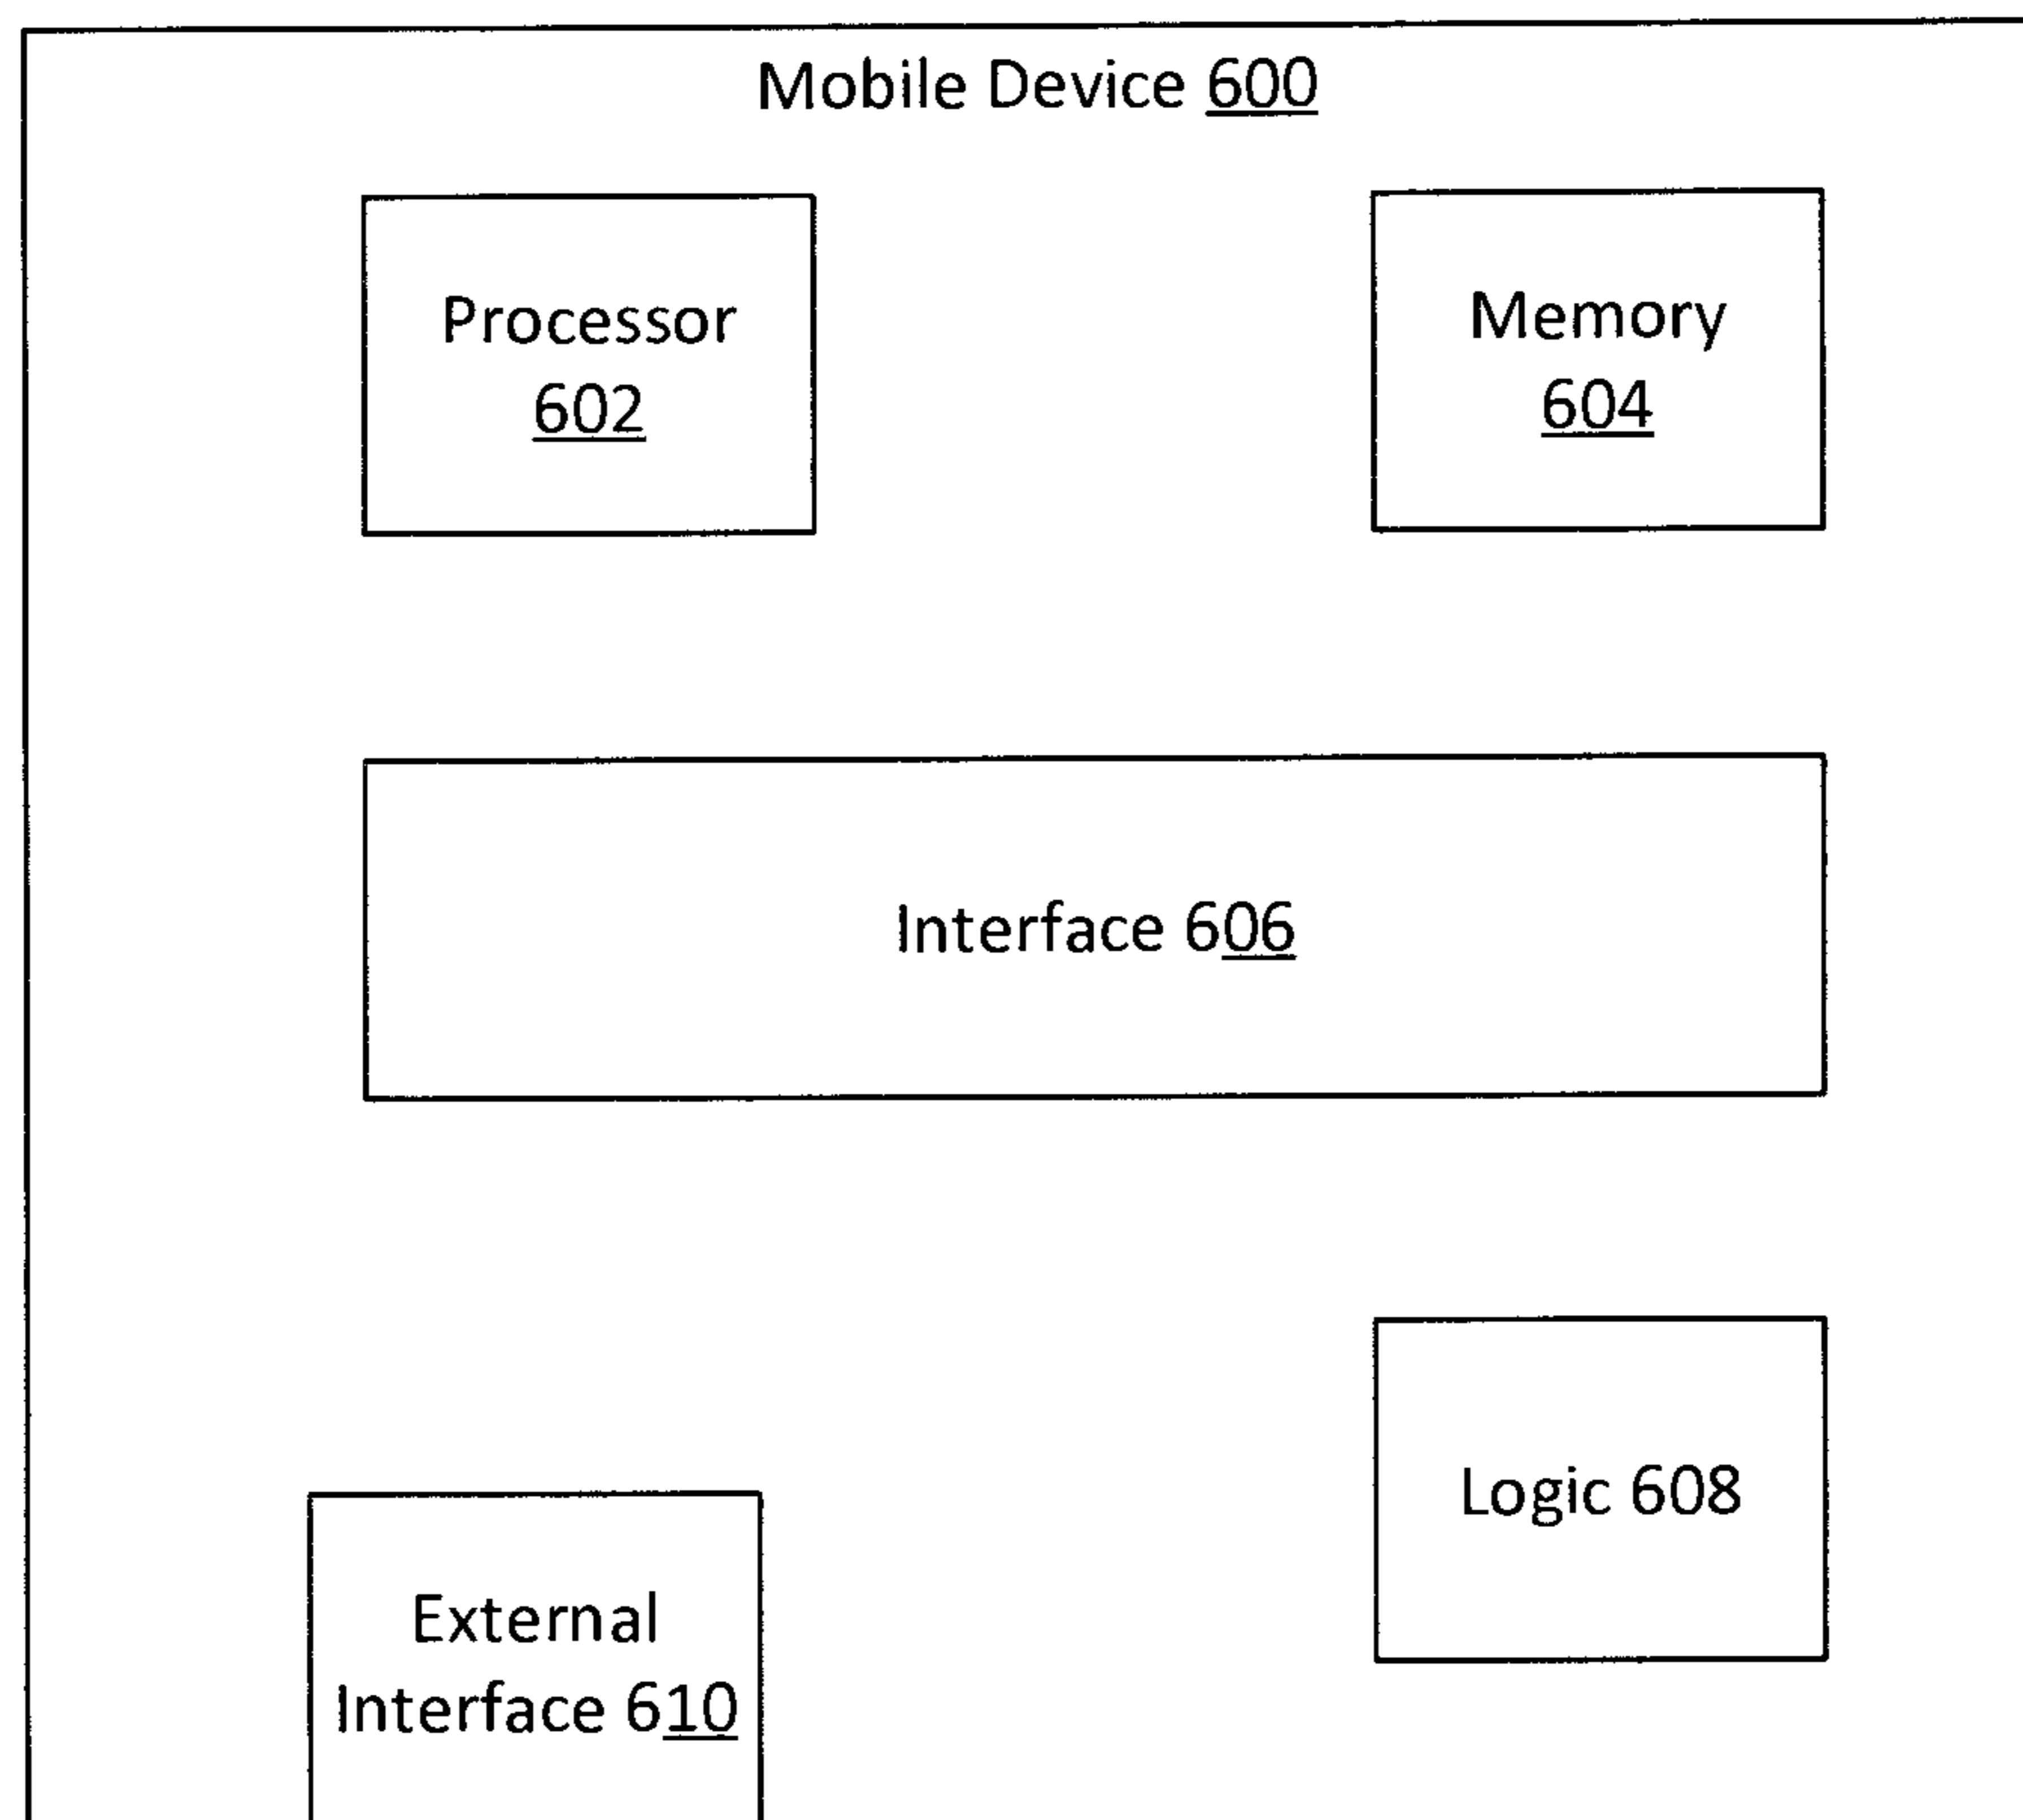 Mobile Device 600
Processor
602
Memory
604
Interface 606
Logic 608
External
Interface 610